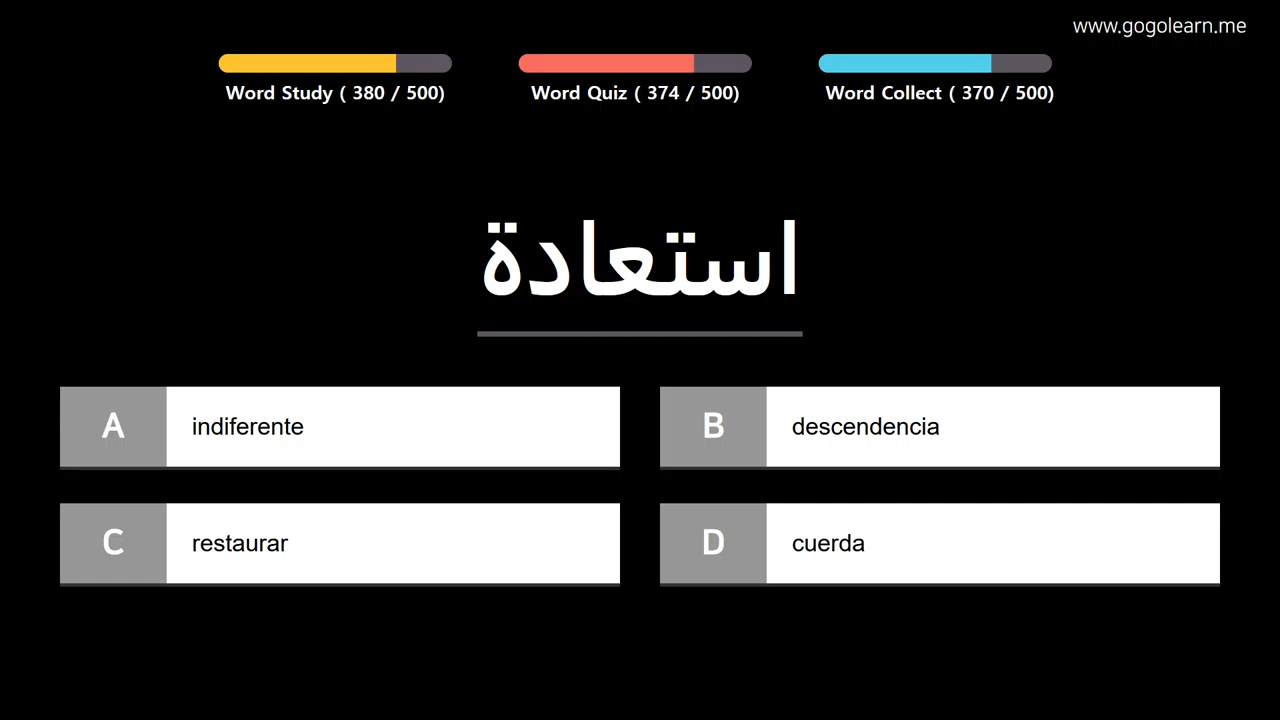 www.gogolearn.me
Word Study ( 380 / 500)
Word Quiz ( 374 / 500)
Word Collect ( 370 / 500)
استعادة
A indiferente
B descendencia
C restaurar
D cuerda